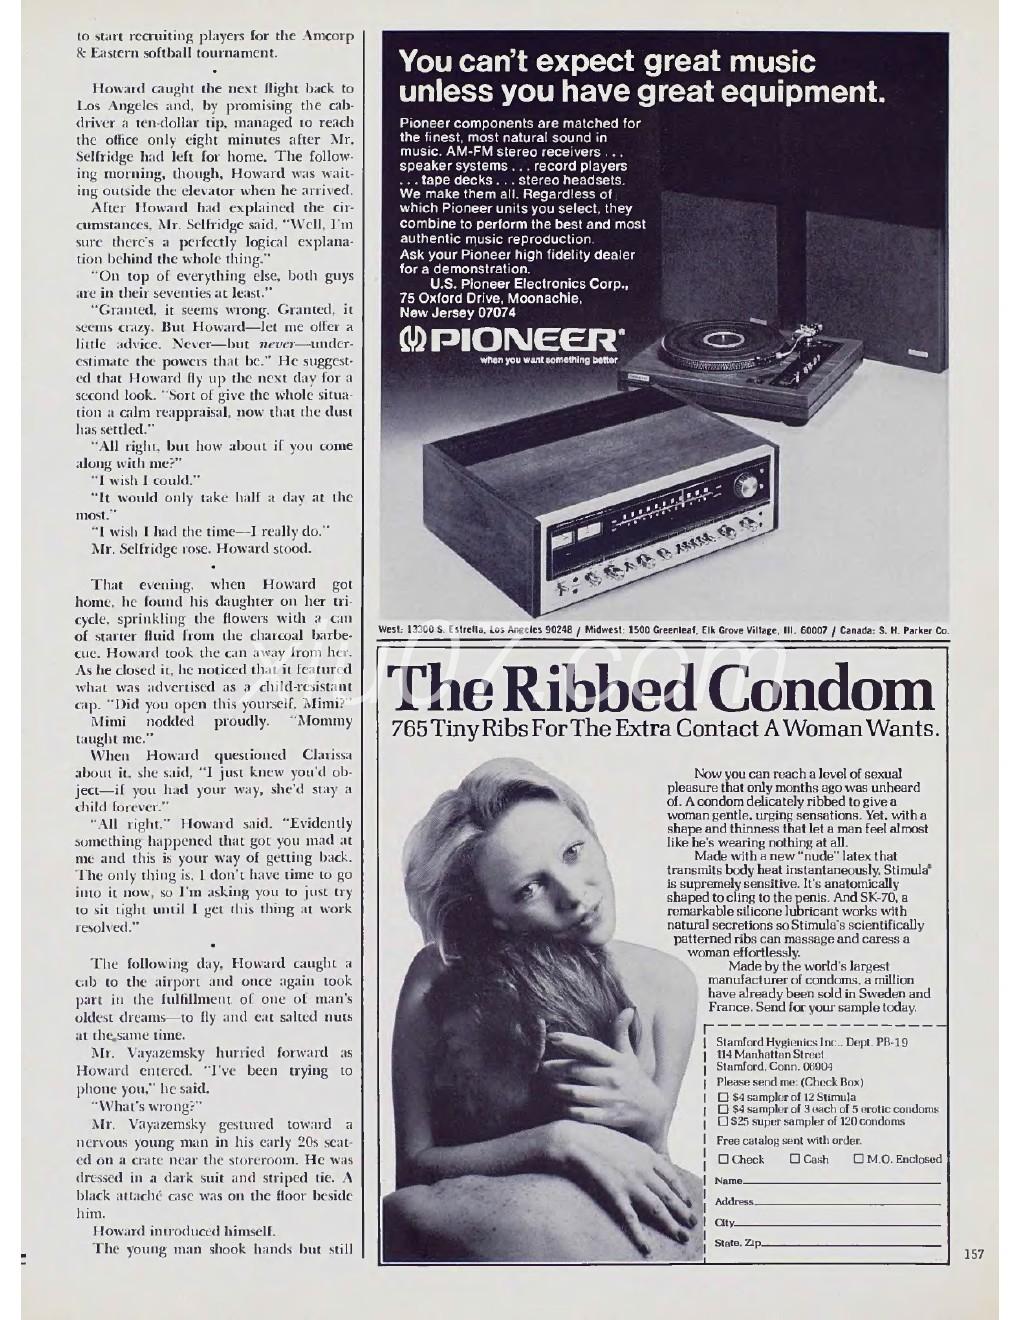 to start recruiting players for the Amcorp
& Eastern softball tournament.
•
Howard caught the next flight back to
Los Angeles and, by promising the cab-
driver a ten-dollar tip, managed to reach
the office only eight minutes after Mr.
Selfridge had left for home. The follow-
ing morning, though, Howard was wait-
ing outside the elevator when he arrived.
After Howard had explained the cir-
cumstances, Mr. Selfridge said, "Well, I'm
sure there's a perfectly logical explana-
tion behind the whole thing."
"On top of everything else, both guys
are in their seventies at least."
"Granted, it seems wrong. Granted, it
seems crazy. But Howard—let me offer a
little advice. Never—but never—under-
estimate the powers that be." He suggest-
ed that Howard fly up the next day for a
second look. "Sort of give the whole situa-
tion a calm reappraisal, now that the dust
has settled."
"All right, but how about if you come
along with me?"
"I wish I could."
"It would only take half a day at the
most."
"I wish I had the time—I really do."
Mr. Selfridge rose. Howard stood.
•
That evening, when Howard got
home, he found his daughter on her tri-
cycle, sprinkling the flowers with a can
of starter fluid from the charcoal barbe-
cue. Howard took the can away from her.
As he closed it, he noticed that it featured
what was advertised as a child-resistant
cap. "Did you open this yourself, Mimi?"
Mimi nodded proudly. "Mommy
taught me."
When Howard questioned Clarissa
about it, she said, "I just knew you'd ob-
ject—if you had your way, she'd stay a
child forever."
"All right," Howard said. "Evidently
something happened that got you mad at
me and this is your way of getting back.
The only thing is, I don't have time to go
into it now, so I'm asking you to just try
to sit tight until I get this thing at work
resolved."
•
The following day, Howard caught a
cab to the airport and once again took
part in the fulfillment of one of man's
oldest dreams—to fly and eat salted nuts
at the same time.
Mr. Vayazemsky hurried forward as
Howard entered. "I've been trying to
phone you," he said.
"What's wrong?"
Mr. Vayazemsky gestured toward a
nervous young man in his early 20s seat-
ed on a crate near the storeroom. He was
dressed in a dark suit and striped tie. A
black attaché case was on the floor beside
him.
Howard introduced himself.
The young man shook hands but still
You can't expect great music
unless you have great equipment.
Pioneer components are matched for
the finest, most natural sound in
music. AM-FM stereo receivers . . .
speaker systems . . . record players
. . . tape decks . . . stereo headsets.
We make them all. Regardless of
which Pioneer units you select, they
combine to perform the best and most
authentic music reproduction.
Ask your Pioneer high fidelity dealer
for a demonstration.
U.S. Pioneer Electronics Corp.,
75 Oxford Drive, Moonachie,
New Jersey 07074
PIONEER®
when you want something better
West: 13300 S. Estrella, Los Angeles 90248 / Midwest: 1500 Greenleaf, Elk Grove Village, Ill. 60007 / Canada: S. H. Parker Co.
The Ribbed Condom
765 Tiny Ribs For The Extra Contact A Woman Wants.
Now you can reach a level of sexual
pleasure that only months ago was unheard
of. A condom delicately ribbed to give a
woman gentle, urging sensations. Yet, with a
shape and thinness that let a man feel almost
like he's wearing nothing at all.
Made with a new "nude" latex that
transmits body heat instantaneously, Stimula®
is supremely sensitive. It's anatomically
shaped to cling to the penis. And SK-70, a
remarkable silicone lubricant works with
natural secretions so Stimula's scientifically
patterned ribs can massage and caress a
woman effortlessly.
Made by the world's largest
manufacturer of condoms, a million
have already been sold in Sweden and
France. Send for your sample today.
Stamford Hygienics Inc., Dept. PB-19
114 Manhattan Street
Stamford, Conn. 06904
Please send me: (Check Box)
□ $4 sampler of 12 Stimula
□ $4 sampler of 3 each of 5 erotic condoms
□ $25 super sampler of 120 condoms
Free catalog sent with order.
□ Check □ Cash □ M.O. Enclosed
Name
Address
City
State, Zip
157